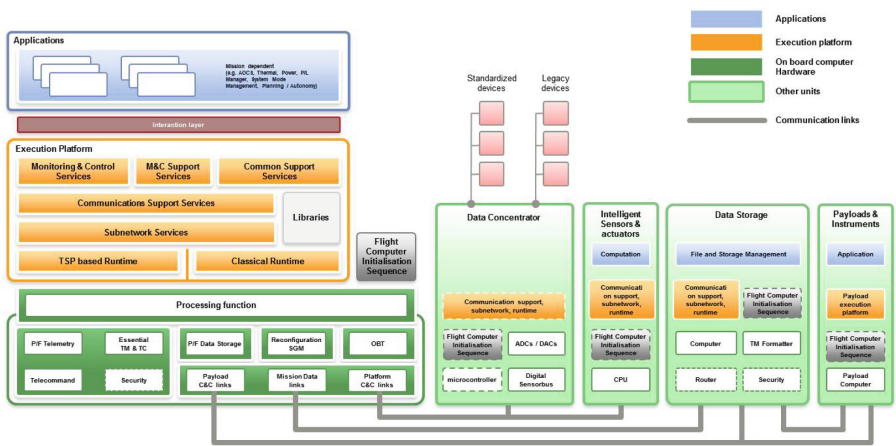 Applications
Mission dependent
(e.g. AOCS, Thermal, Power, P/L
Manager, System Mode
Management, Planning / Autonomy)
Interaction layer
Execution Platform
Monitoring & Control
Services
M&C Support
Services
Common Support
Services
Communications Support Services
Subnetwork Services
Libraries
TSP based Runtime
Classical Runtime
Flight
Computer
Initialisation
Sequence
Processing function
P/F Telemetry
Essential
TM & TC
P/F Data Storage
Reconfiguration
SGM
OBT
Telecommand
Security
Payload
C&C links
Mission Data
links
Platform
C&C links
Standardized
devices
Legacy
devices
Data Concentrator
Communication support,
subnetwork, runtime
Flight Computer
Initialisation
Sequence
ADCs / DACs
microcontroller
Digital
Sensorbus
Intelligent
Sensors &
actuators
Computation
Communicati
on support,
subnetwork,
runtime
Flight Computer
Initialisation
Sequence
CPU
Data Storage
File and Storage Management
Communicati
on support,
subnetwork,
runtime
Flight Computer
Initialisation
Sequence
Computer
TM Formatter
Router
Security
Payloads &
Instruments
Application
Payload
execution
platform
Flight Computer
Initialisation
Sequence
Payload
Computer
Applications
Execution platform
On board computer
Hardware
Other units
Communication links